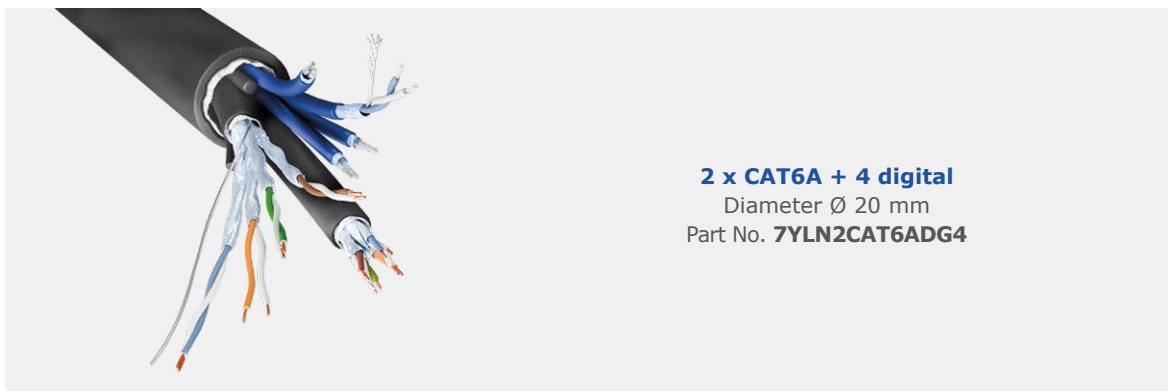 2 x CAT6A + 4 digital
Diameter Ø 20 mm
Part No. 7YLN2CAT6ADG4